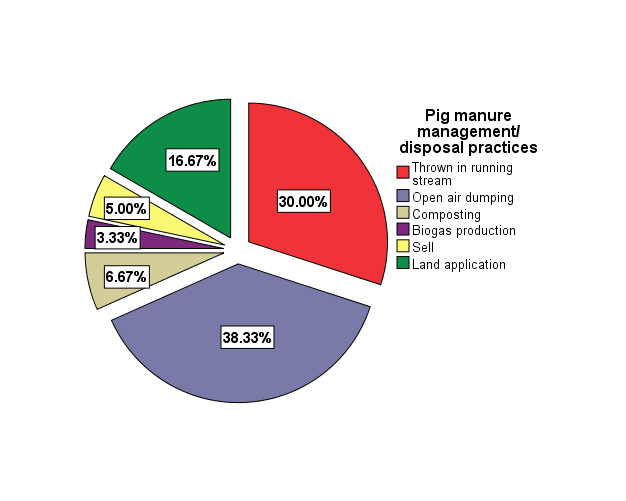 Pig manure
management/
disposal practices
Thrown in running
stream
Open air dumping
Composting
Biogas production
Sell
Land application
16.67%
30.00%
5.00%
3.33%
6.67%
38.33%